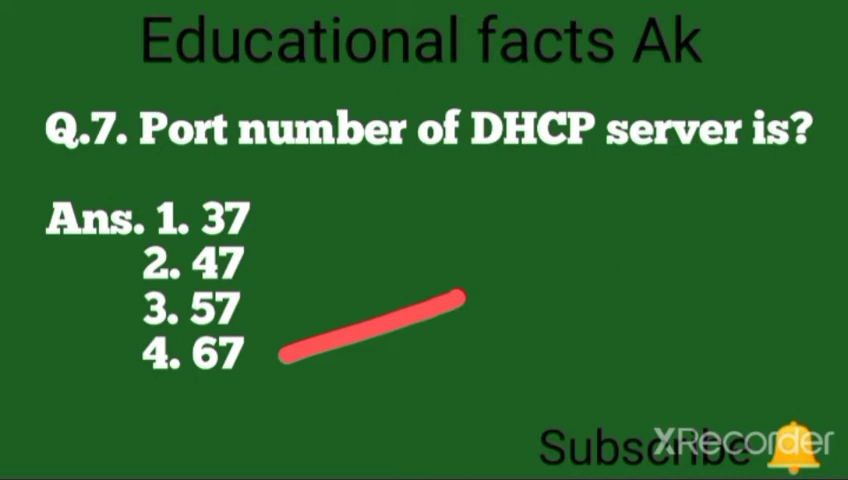 Educational facts Ak
Q.7. Port number of DHCP server is?
Ans. 1. 37
2. 47
3. 57
4. 67
Subscribe
XRecorder